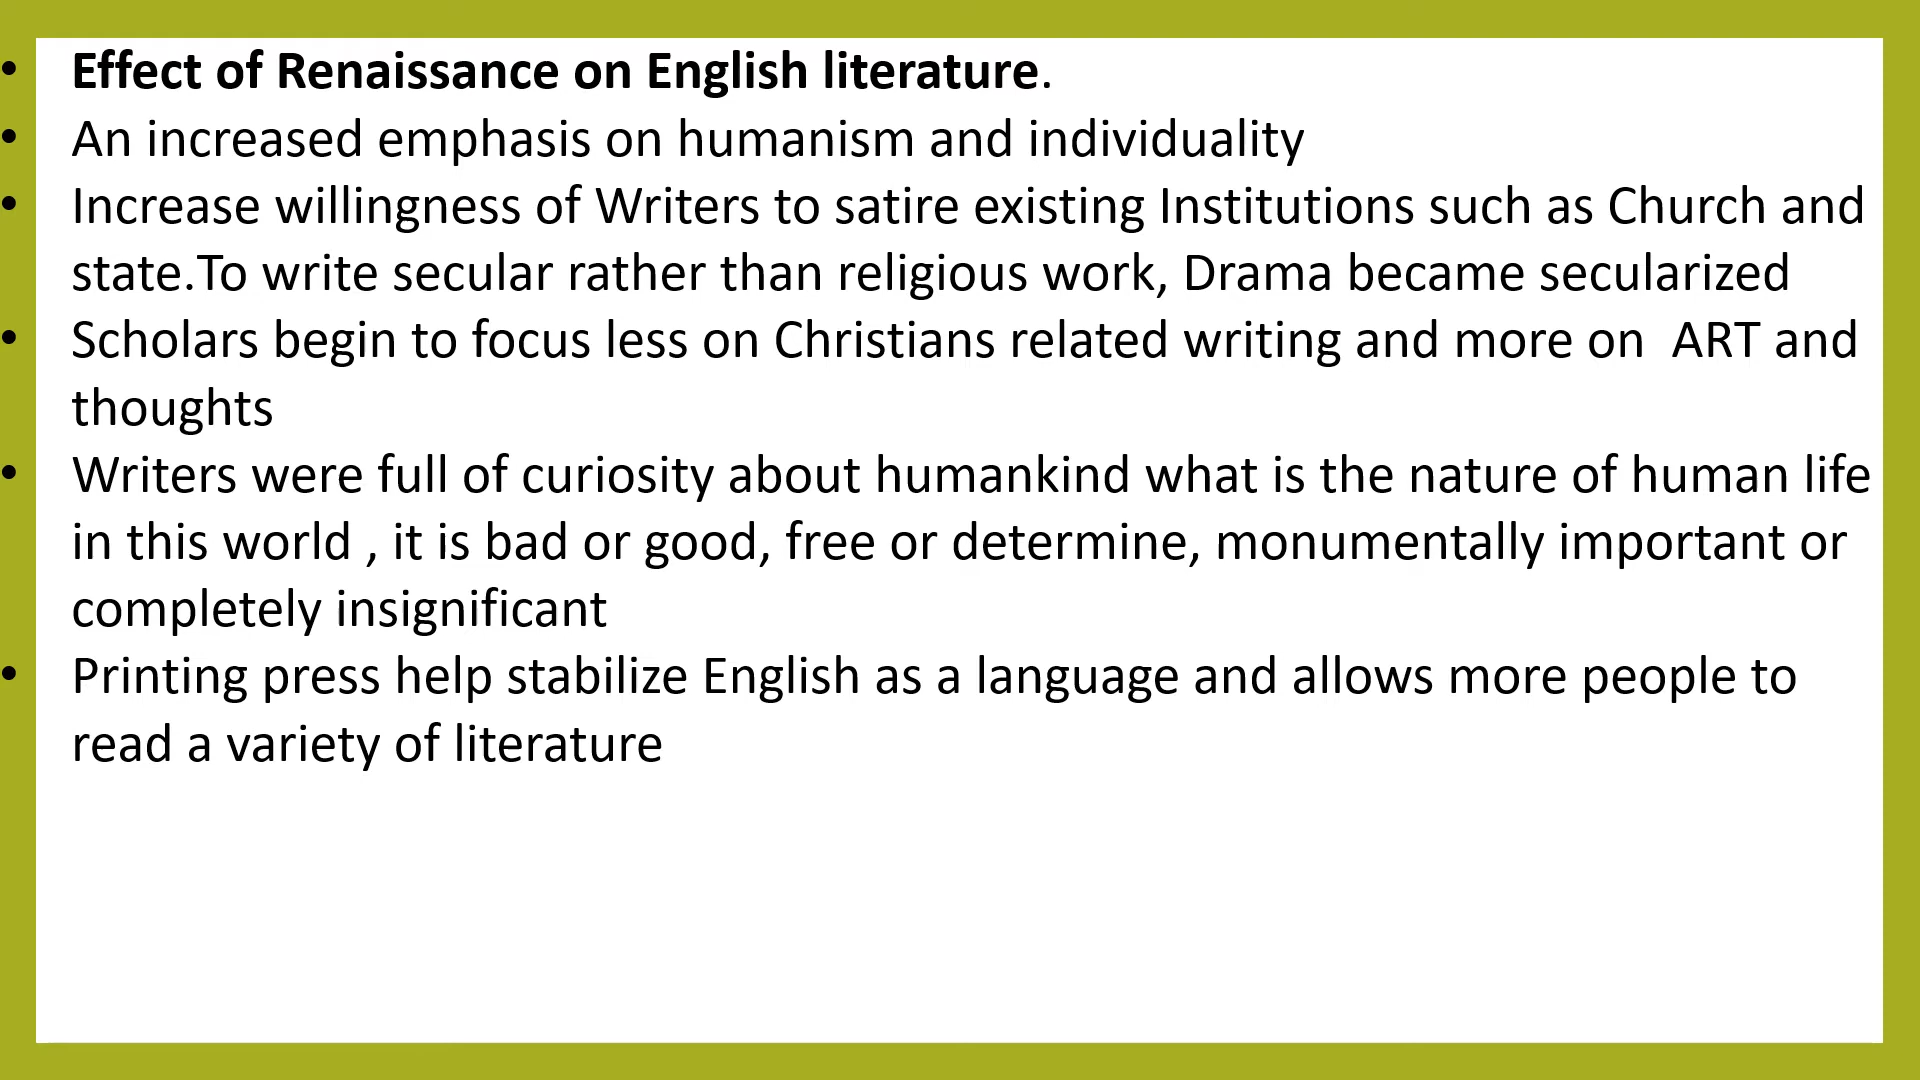 • Effect of Renaissance on English literature.
• An increased emphasis on humanism and individuality
• Increase willingness of Writers to satire existing Institutions such as Church and
state.To write secular rather than religious work, Drama became secularized
• Scholars begin to focus less on Christians related writing and more on  ART and
thoughts
• Writers were full of curiosity about humankind what is the nature of human life
in this world , it is bad or good, free or determine, monumentally important or
completely insignificant
• Printing press help stabilize English as a language and allows more people to
read a variety of literature